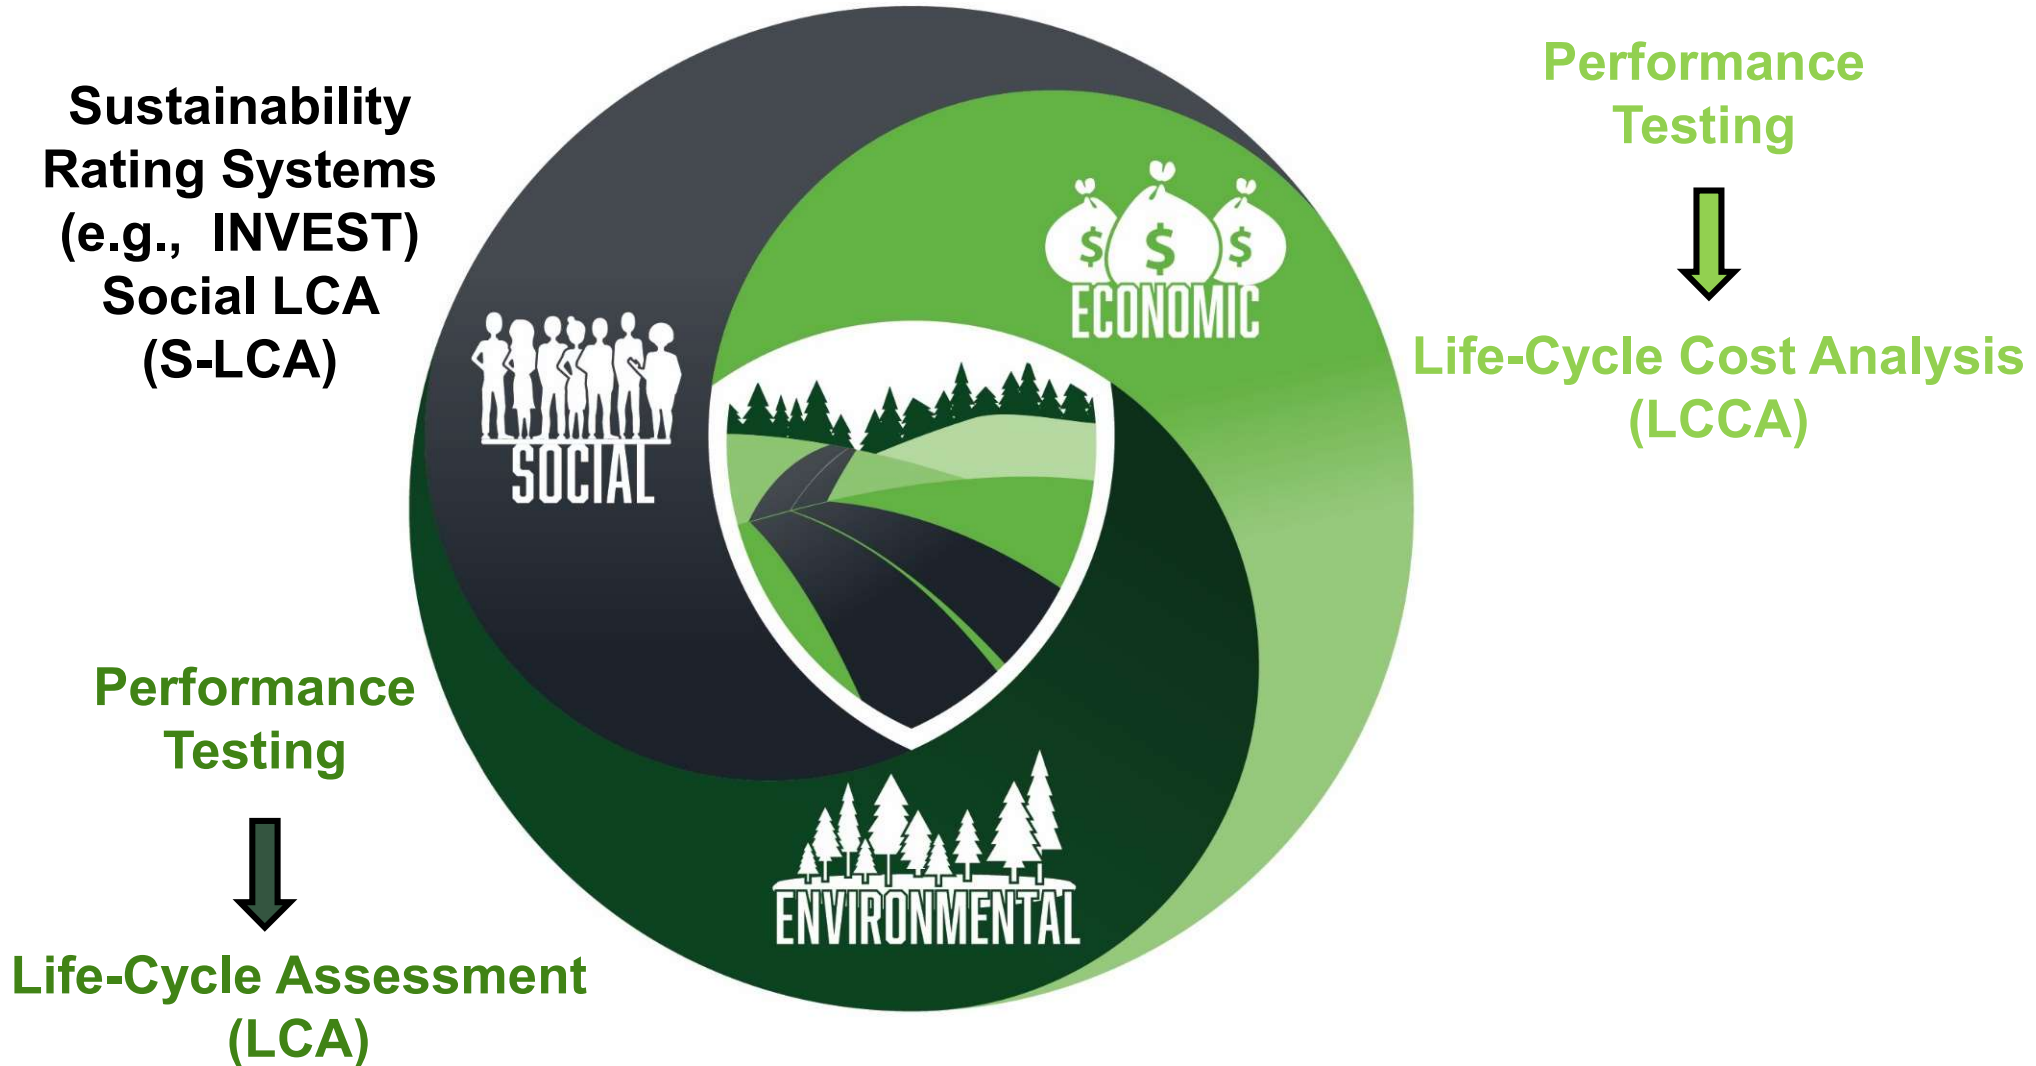 Sustainability
Rating Systems
(e.g., INVEST)
Social LCA
(S-LCA)
Performance
Testing
Life-Cycle Cost Analysis
(LCCA)
$ $ $
ECONOMIC
SOCIAL
ENVIRONMENTAL
Performance
Testing
Life-Cycle Assessment
(LCA)